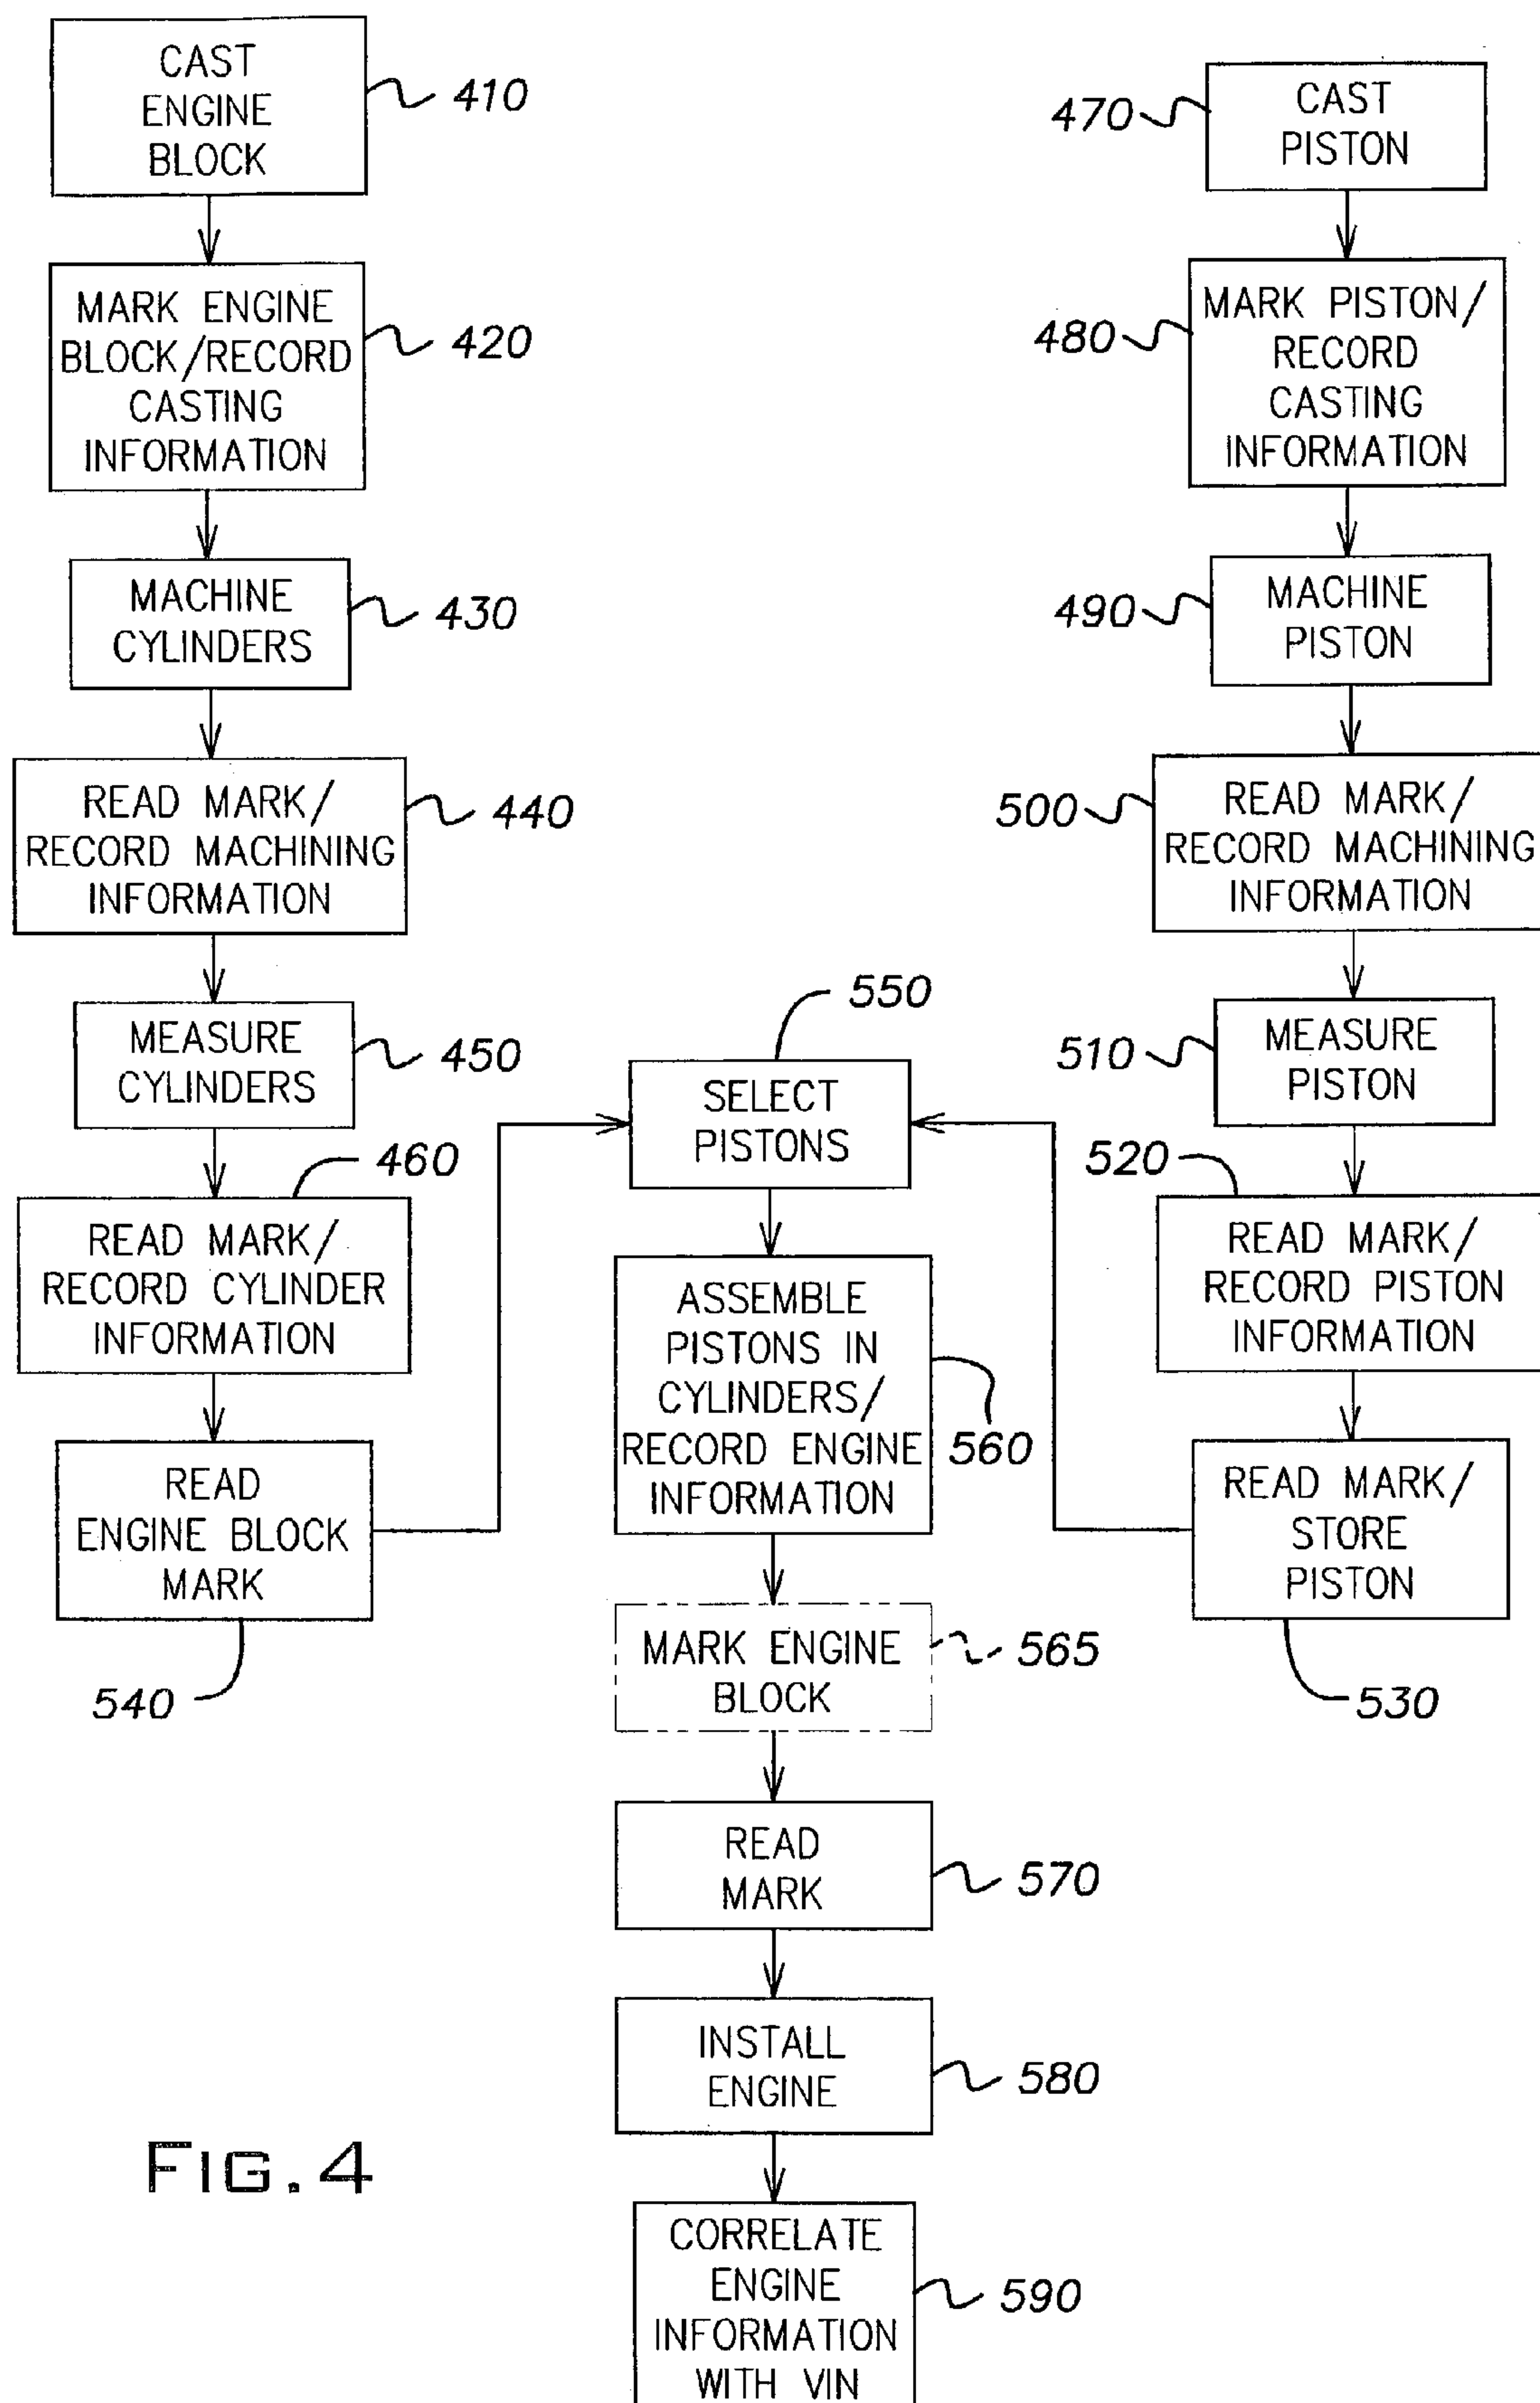 CAST
ENGINE
BLOCK
410
MARK ENGINE
BLOCK/RECORD
CASTING
INFORMATION
420
MACHINE
CYLINDERS
430
READ MARK/
RECORD MACHINING
INFORMATION
440
MEASURE
CYLINDERS
450
460
READ MARK/
RECORD CYLINDER
INFORMATION
READ
ENGINE BLOCK
MARK
540
470
CAST
PISTON
480
MARK PISTON/
RECORD
CASTING
INFORMATION
490
MACHINE
PISTON
500
READ MARK/
RECORD MACHINING
INFORMATION
510
MEASURE
PISTON
520
READ MARK/
RECORD PISTON
INFORMATION
READ MARK/
STORE
PISTON
530
550
SELECT
PISTONS
ASSEMBLE
PISTONS IN
CYLINDERS/
RECORD ENGINE
INFORMATION
560
MARK ENGINE
BLOCK
565
READ
MARK
570
INSTALL
ENGINE
580
CORRELATE
ENGINE
INFORMATION
WITH VIN
590
FIG. 4